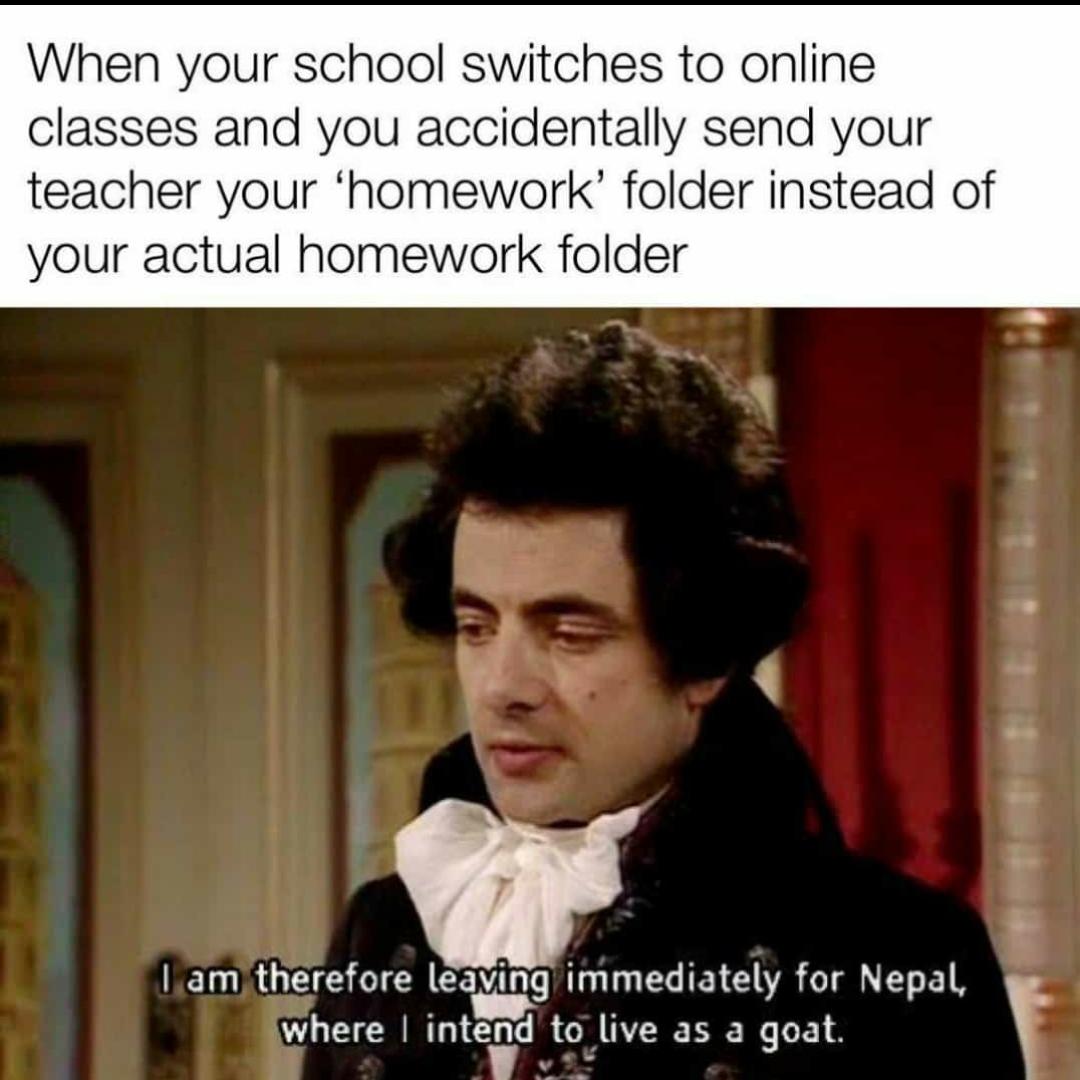 When your school switches to online
classes and you accidentally send your
teacher your ‘homework’ folder instead of
your actual homework folder
I am therefore leaving immediately for Nepal,
where I intend to live as a goat.